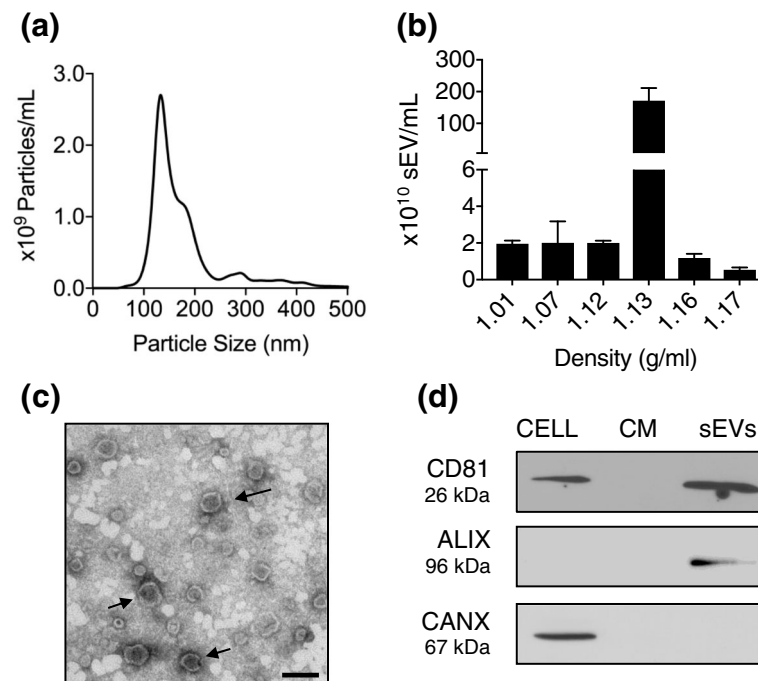 (a)
x10⁹ Particles/mL
3.0
2.0
1.0
0.0
0 100 200 300 400 500
Particle Size (nm)
(b)
x10¹⁰ sEV/mL
300
200
100
6
4
2
0
1.01 1.07 1.12 1.13 1.16 1.17
Density (g/ml)
(c)
(d)
CELL CM sEVs
CD81
26 kDa
ALIX
96 kDa
CANX
67 kDa